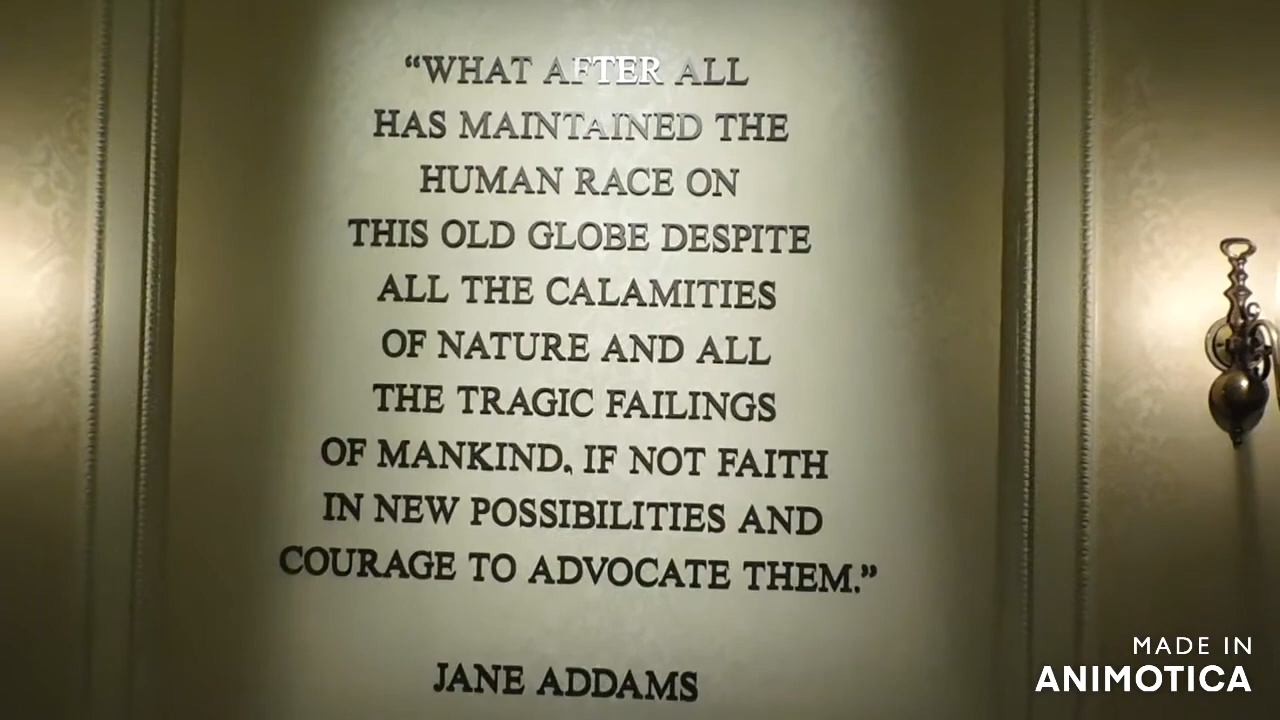 “WHAT AFTER ALL
HAS MAINTAINED THE
HUMAN RACE ON
THIS OLD GLOBE DESPITE
ALL THE CALAMITIES
OF NATURE AND ALL
THE TRAGIC FAILINGS
OF MANKIND, IF NOT FAITH
IN NEW POSSIBILITIES AND
COURAGE TO ADVOCATE THEM.”
JANE ADDAMS
MADE IN
ANIMOTICA